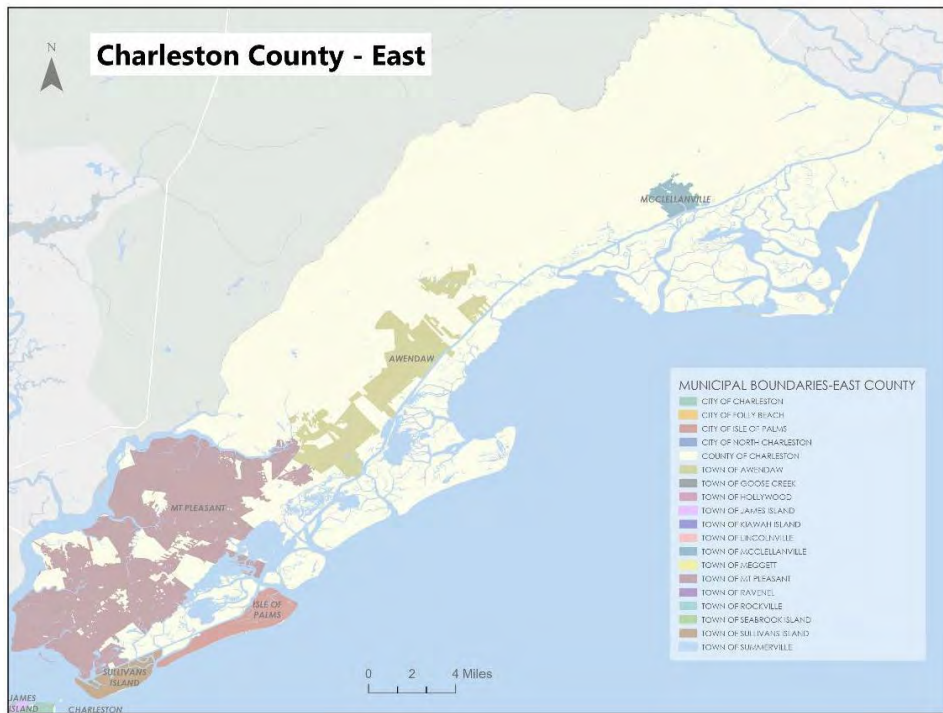 Charleston County - East
N
MCCLELLANVILLE
AWENDAW
MT PLEASANT
ISLE OF
PALMS
SULLIVANS
ISLAND
JAMES
ISLAND
CHARLESTON
MUNICIPAL BOUNDARIES-EAST COUNTY
CITY OF CHARLESTON
CITY OF FOLLY BEACH
CITY OF ISLE OF PALMS
CITY OF NORTH CHARLESTON
COUNTY OF CHARLESTON
TOWN OF AWENDAW
TOWN OF GOOSE CREEK
TOWN OF HOLLYWOOD
TOWN OF JAMES ISLAND
TOWN OF KIAWAH ISLAND
TOWN OF LINCOLNVILLE
TOWN OF MCCLELLANVILLE
TOWN OF MEGGETT
TOWN OF MT PLEASANT
TOWN OF RAVENEL
TOWN OF ROCKVILLE
TOWN OF SEABROOK ISLAND
TOWN OF SULLIVANS ISLAND
TOWN OF SUMMERVILLE
0 2 4 Miles